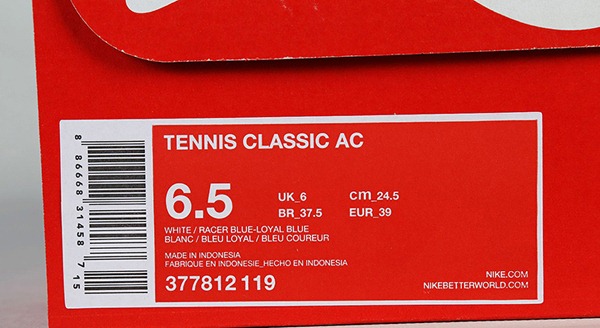 TENNIS CLASSIC AC
6.5
UK_6
cm_24.5
BR_37.5
EUR_39
WHITE / RACER BLUE-LOYAL BLUE
BLANC / BLEU LOYAL / BLEU COUREUR
MADE IN INDONESIA
FABRIQUE EN INDONESIE_HECHO EN INDONESIA
377812 119
NIKE.COM
NIKEBETTERWORLD.COM
8 86668 31458 7 15